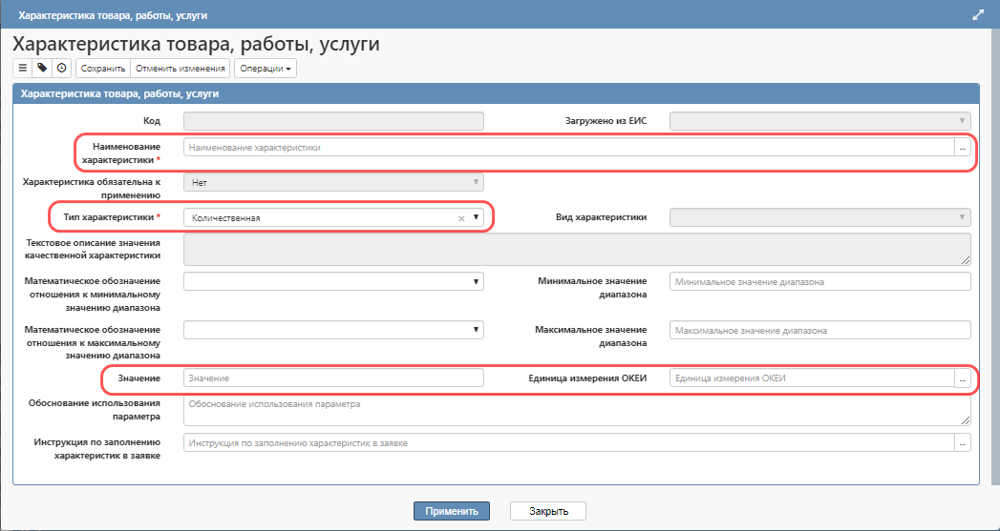 Характеристика товара, работы, услуги
Характеристика товара, работы, услуги
Сохранить Отменить изменения Операции
Характеристика товара, работы, услуги
Код Загружено из ЕИС
Наименование
характеристики * Наименование характеристики ...
Характеристика обязательна к
применению Нет
Тип характеристики * Количественная × Вид характеристики
Текстовое описание значения
качественной характеристики
Математическое обозначение
отношения к минимальному
значению диапазона
Минимальное значение
диапазона Минимальное значение диапазона
Математическое обозначение
отношения к максимальному
значению диапазона
Максимальное значение
диапазона Максимальное значение диапазона
Значение Значение Единица измерения ОКЕИ Единица измерения ОКЕИ ...
Обоснование использования
параметра Обоснование использования параметра
Инструкция по заполнению
характеристик в заявке Инструкция по заполнению характеристик в заявке ...
Применить Закрыть